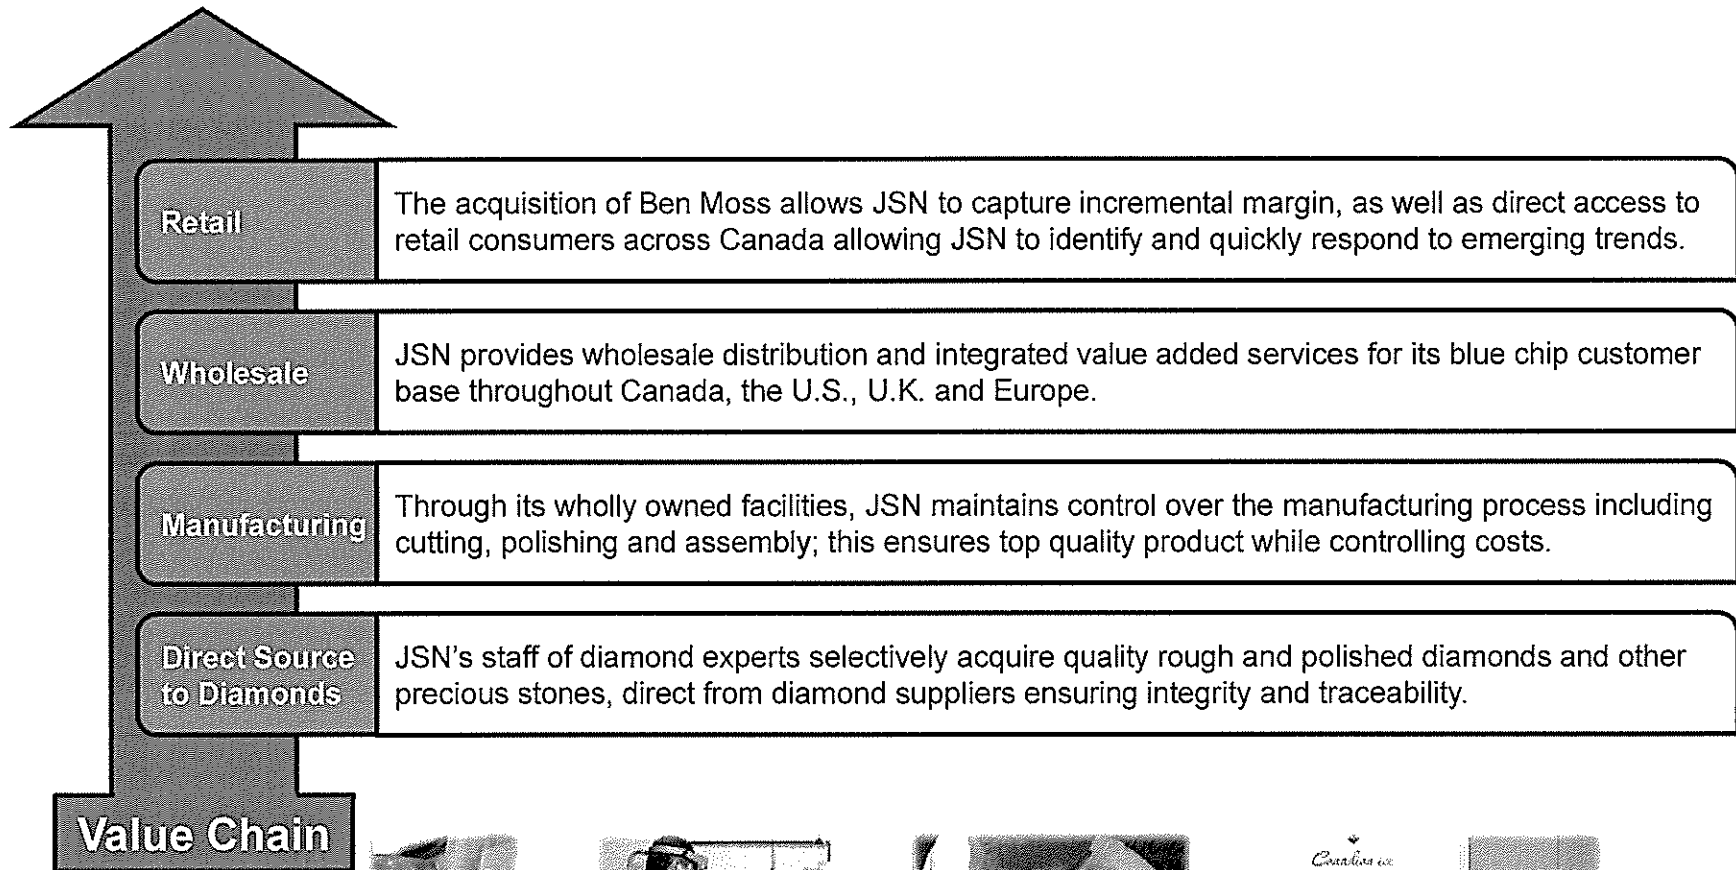 Retail
The acquisition of Ben Moss allows JSN to capture incremental margin, as well as direct access to
retail consumers across Canada allowing JSN to identify and quickly respond to emerging trends.
Wholesale
JSN provides wholesale distribution and integrated value added services for its blue chip customer
base throughout Canada, the U.S., U.K. and Europe.
Manufacturing
Through its wholly owned facilities, JSN maintains control over the manufacturing process including
cutting, polishing and assembly; this ensures top quality product while controlling costs.
Direct Source
to Diamonds
JSN's staff of diamond experts selectively acquire quality rough and polished diamonds and other
precious stones, direct from diamond suppliers ensuring integrity and traceability.
Value Chain